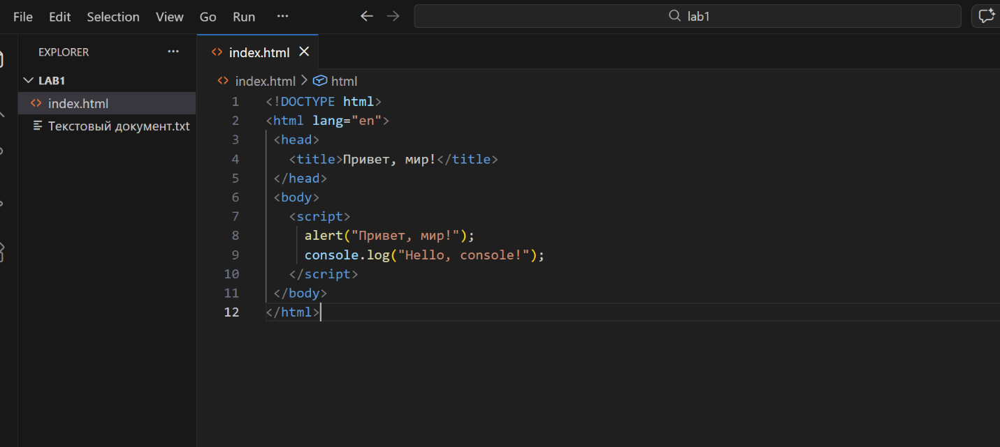 File Edit Selection View Go Run ... lab1
EXPLORER ...
index.html
LAB1
index.html
Текстовый документ.txt
index.html > html
1 <!DOCTYPE html>
2 <html lang="en">
3 <head>
4 <title>Привет, мир!</title>
5 </head>
6 <body>
7 <script>
8 alert("Привет, мир!");
9 console.log("Hello, console!");
10 </script>
11 </body>
12 </html>